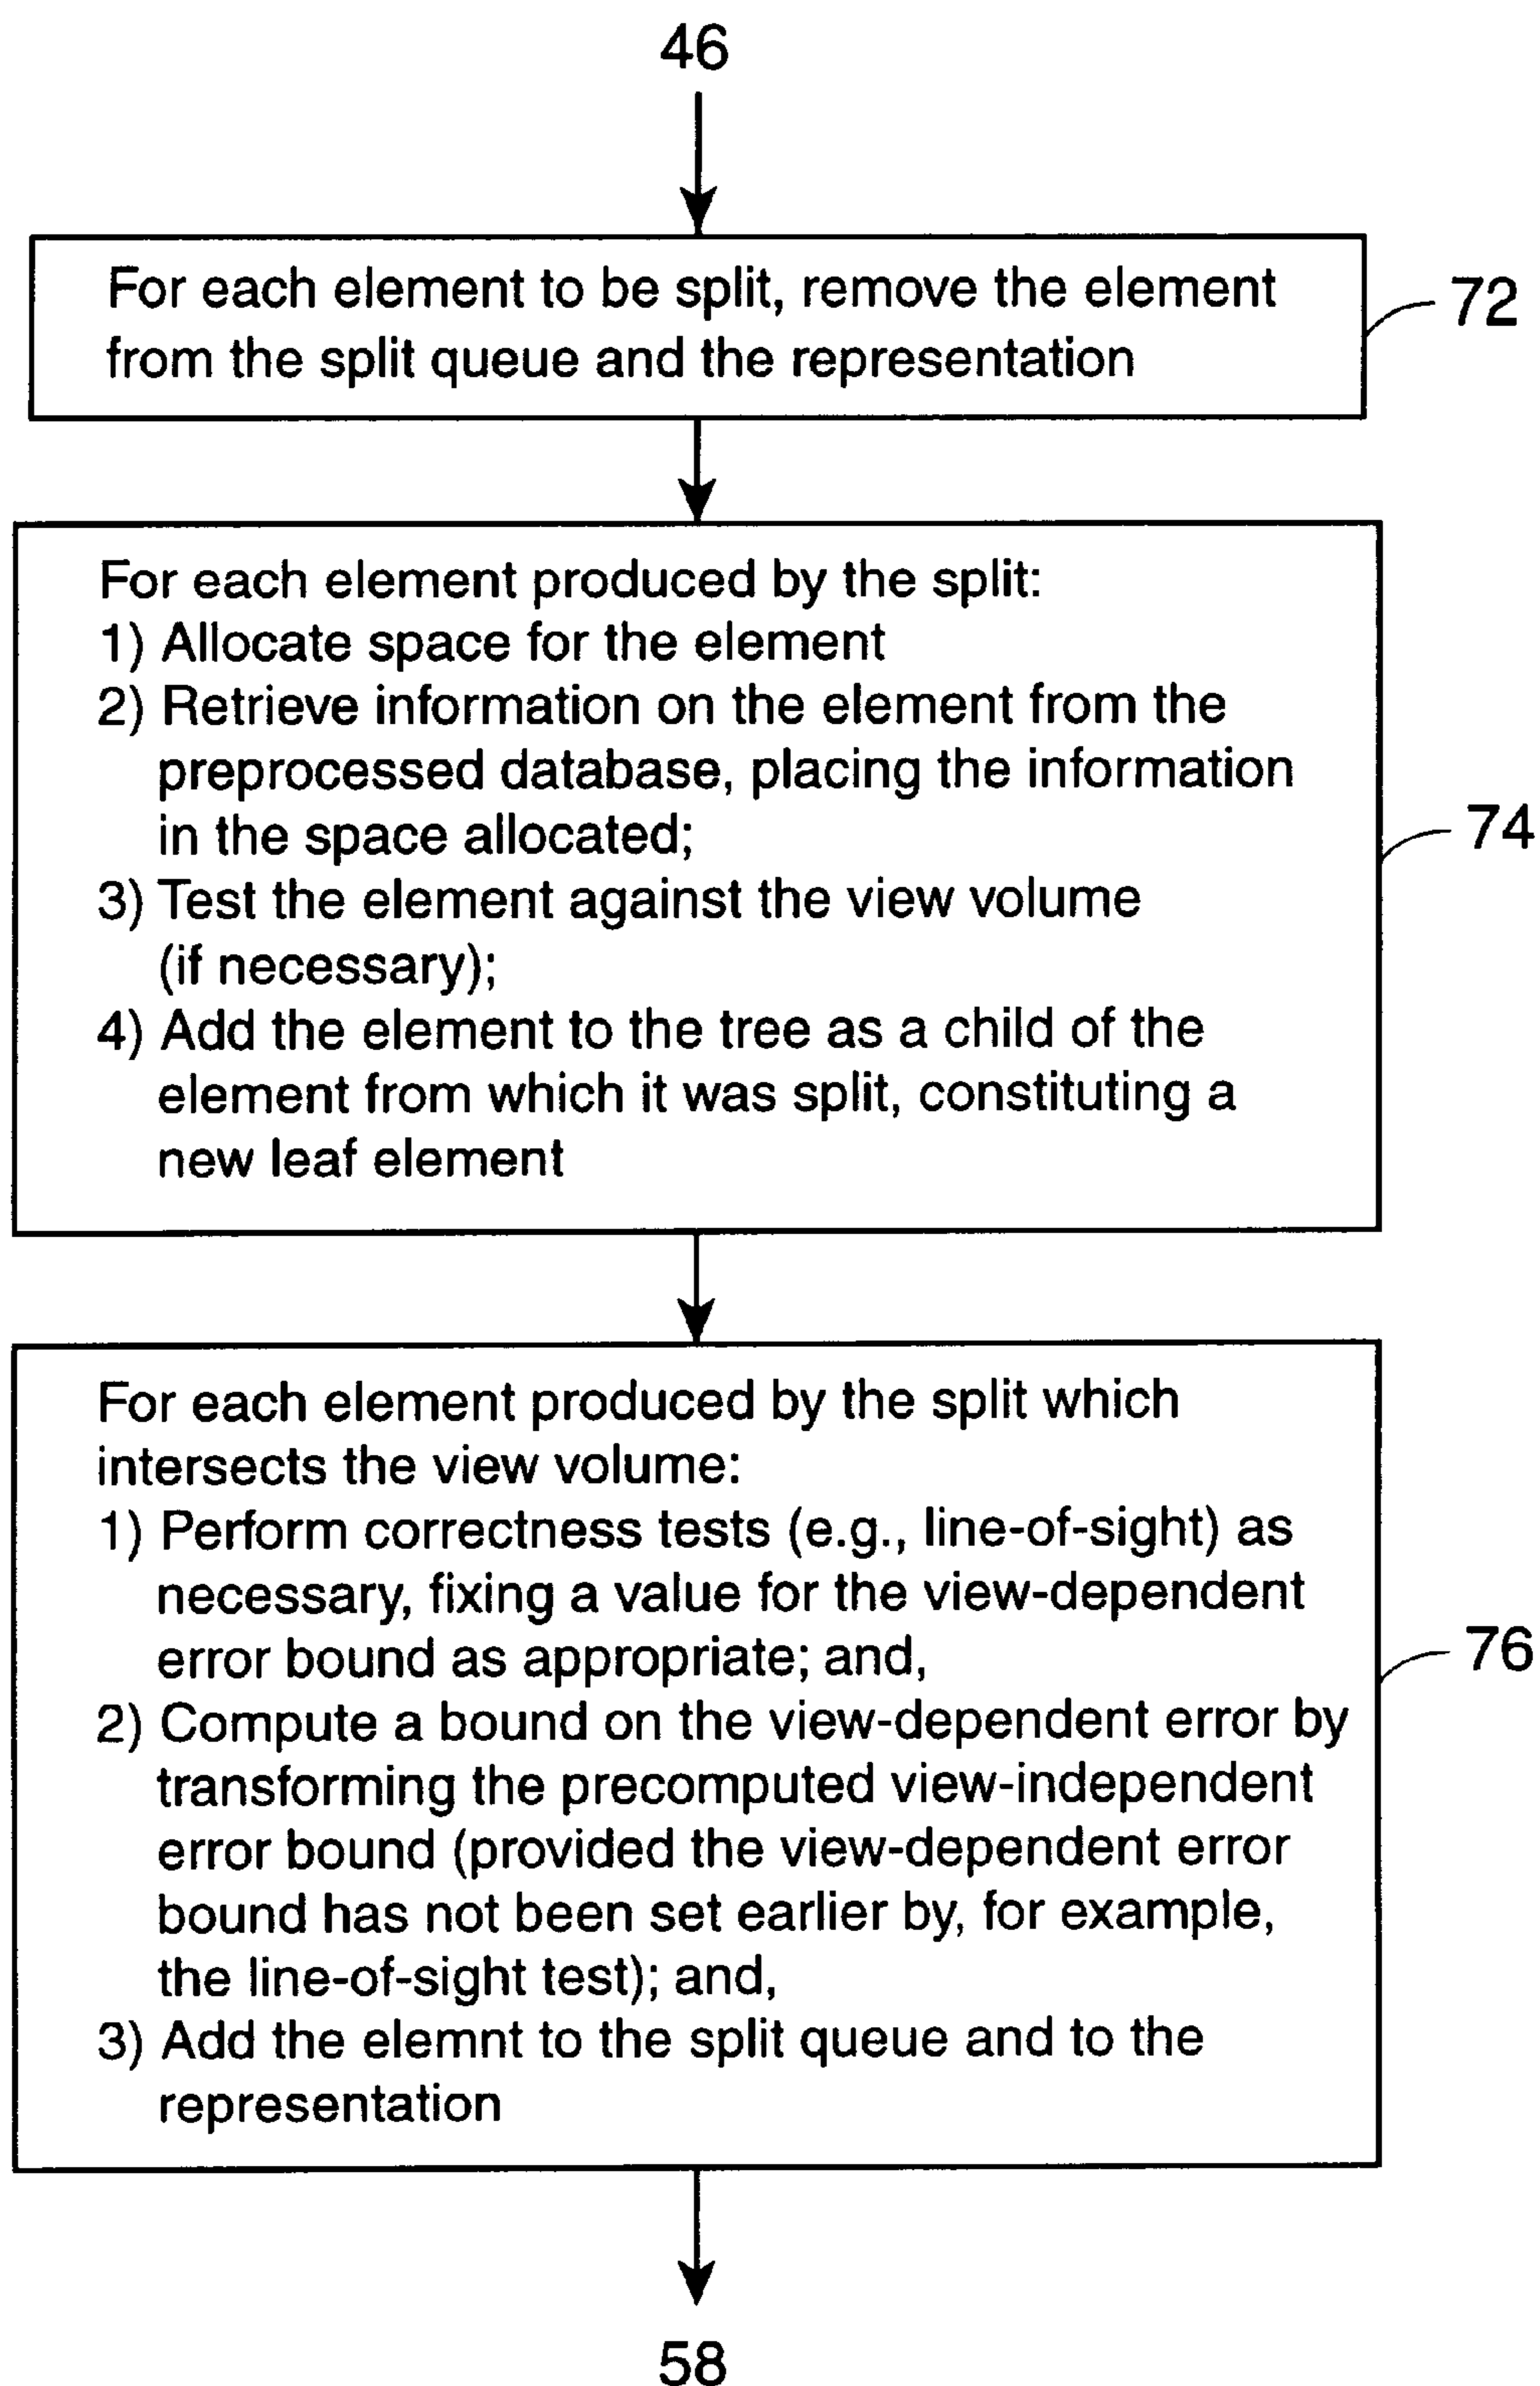 46
For each element to be split, remove the element
from the split queue and the representation
72
For each element produced by the split:
1) Allocate space for the element
2) Retrieve information on the element from the
preprocessed database, placing the information
in the space allocated;
3) Test the element against the view volume
(if necessary);
4) Add the element to the tree as a child of the
element from which it was split, constituting a
new leaf element
74
For each element produced by the split which
intersects the view volume:
1) Perform correctness tests (e.g., line-of-sight) as
necessary, fixing a value for the view-dependent
error bound as appropriate; and,
2) Compute a bound on the view-dependent error by
transforming the precomputed view-independent
error bound (provided the view-dependent error
bound has not been set earlier by, for example,
the line-of-sight test); and,
3) Add the elemnt to the split queue and to the
representation
76
58